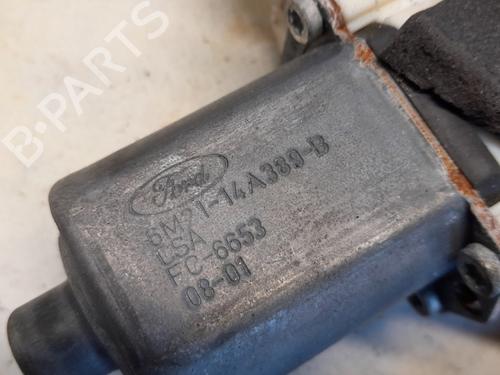 Ford
6M21-14A389-B
LSA
FC-6653
08-01
B-PARTS